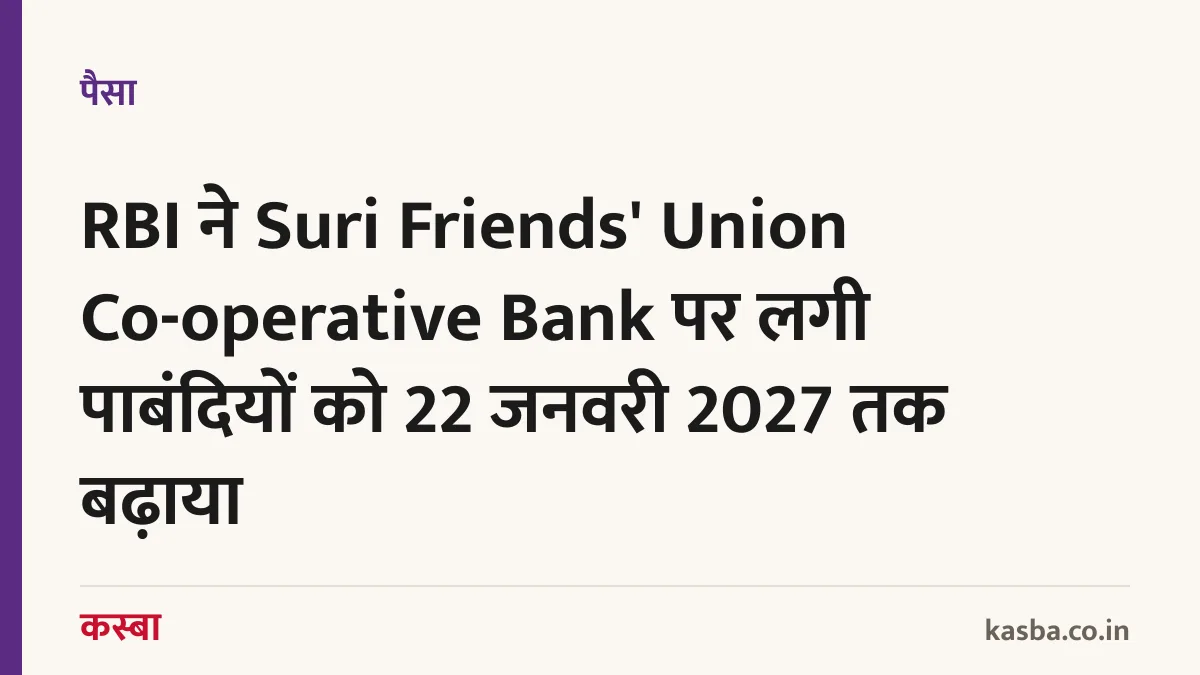 पैसा
RBI ने Suri Friends' Union
Co-operative Bank पर लगी
पाबंदियों को 22 जनवरी 2027 तक
बढ़ाया
कस्बा
kasba.co.in